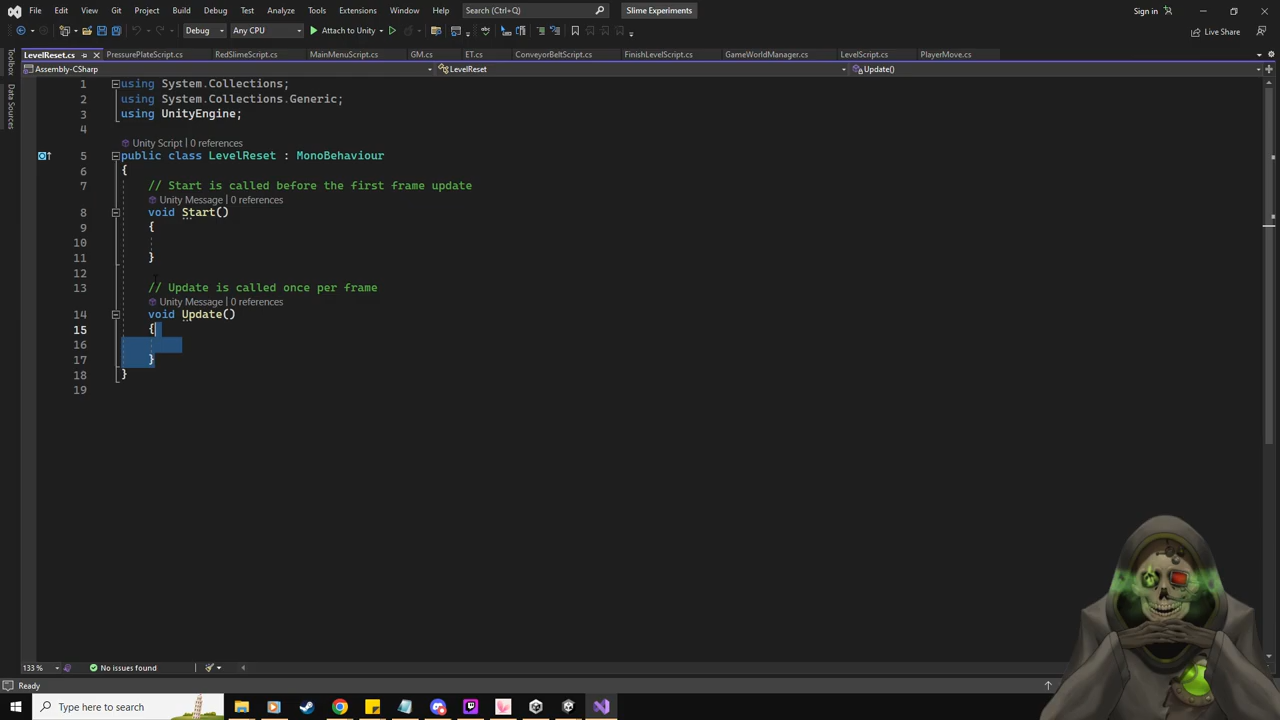 File Edit View Git Project Build Debug Test Analyze Tools Extensions Window Help Search (Ctrl+Q) Slime Experiments Sign in
Debug Any CPU Attach to Unity Live Share
LevelReset.cs PressurePlateScript.cs RedSlimeScript.cs MainMenuScript.cs GM.cs ET.cs ConveyorBeltScript.cs FinishLevelScript.cs GameWorldManager.cs LevelScript.cs PlayerMove.cs
Toolbox
Data Sources
Assembly-CSharp LevelReset Update()
1 using System.Collections;
2 using System.Collections.Generic;
3 using UnityEngine;
4
Unity Script | 0 references
5 public class LevelReset : MonoBehaviour
6 {
7 // Start is called before the first frame update
Unity Message | 0 references
8 void Start()
9 {
10
11 }
12
13 // Update is called once per frame
Unity Message | 0 references
14 void Update()
15 {
16
17 }
18 }
19
133 % No issues found
Ready
Type here to search